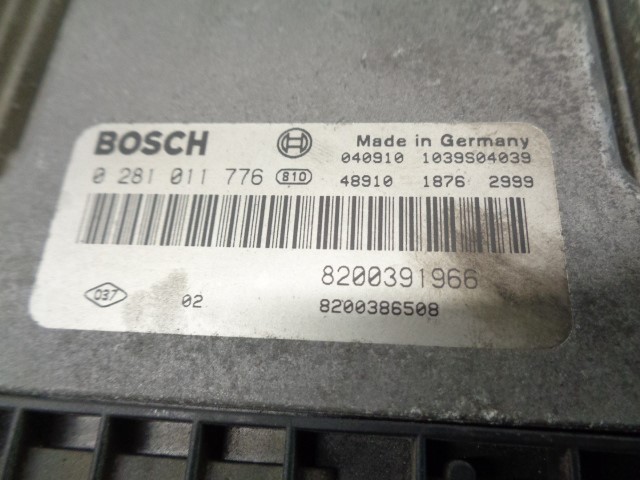 BOSCH
Made in Germany
040910 1039S04039
0 281 011 776 810
48910 1876 2999
8200391966
037 02 8200386508